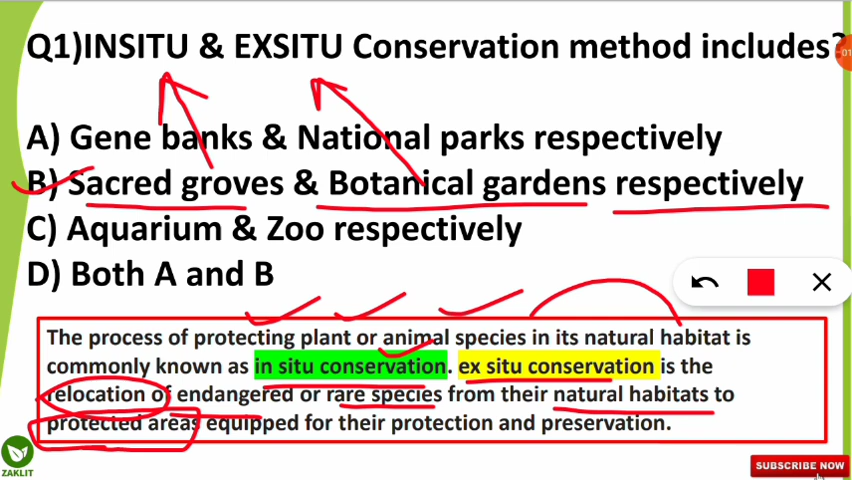 Q1)INSITU & EXSITU Conservation method includes?
A) Gene banks & National parks respectively
B) Sacred groves & Botanical gardens respectively
C) Aquarium & Zoo respectively
D) Both A and B
The process of protecting plant or animal species in its natural habitat is
commonly known as in situ conservation. ex situ conservation is the
relocation of endangered or rare species from their natural habitats to
protected areas equipped for their protection and preservation.
ZAKLIT
SUBSCRIBE NOW